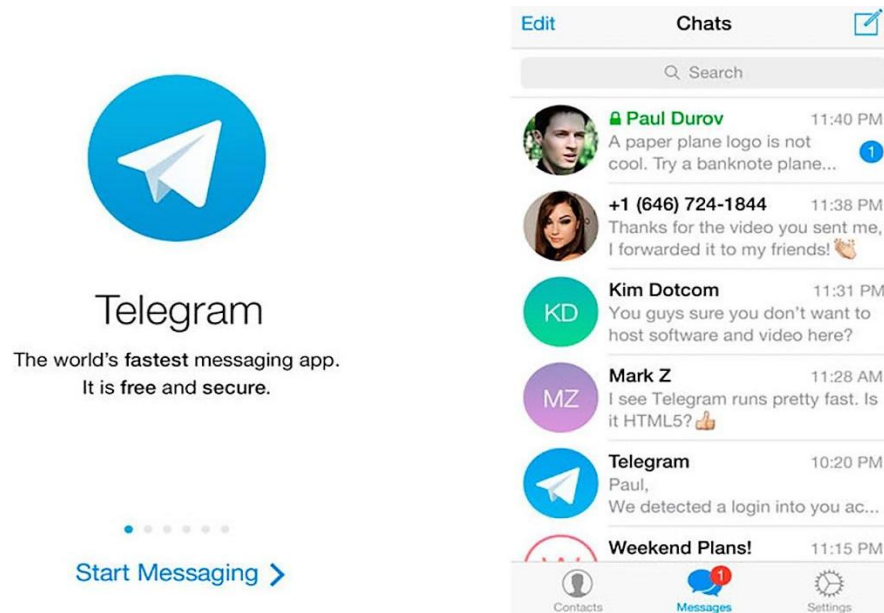 Telegram
The world's fastest messaging app.
It is free and secure.
Start Messaging
Edit
Chats
Search
Paul Durov
11:40 PM
A paper plane logo is not
cool. Try a banknote plane...
1
+1 (646) 724-1844
11:38 PM
Thanks for the video you sent me,
I forwarded it to my friends! 👏
KD
Kim Dotcom
11:31 PM
You guys sure you don't want to
host software and video here?
MZ
Mark Z
11:28 AM
I see Telegram runs pretty fast. Is
it HTML5? 👍
Telegram
10:20 PM
Paul,
We detected a login into you ac...
Weekend Plans!
11:15 PM
1
Contacts
Messages
Settings